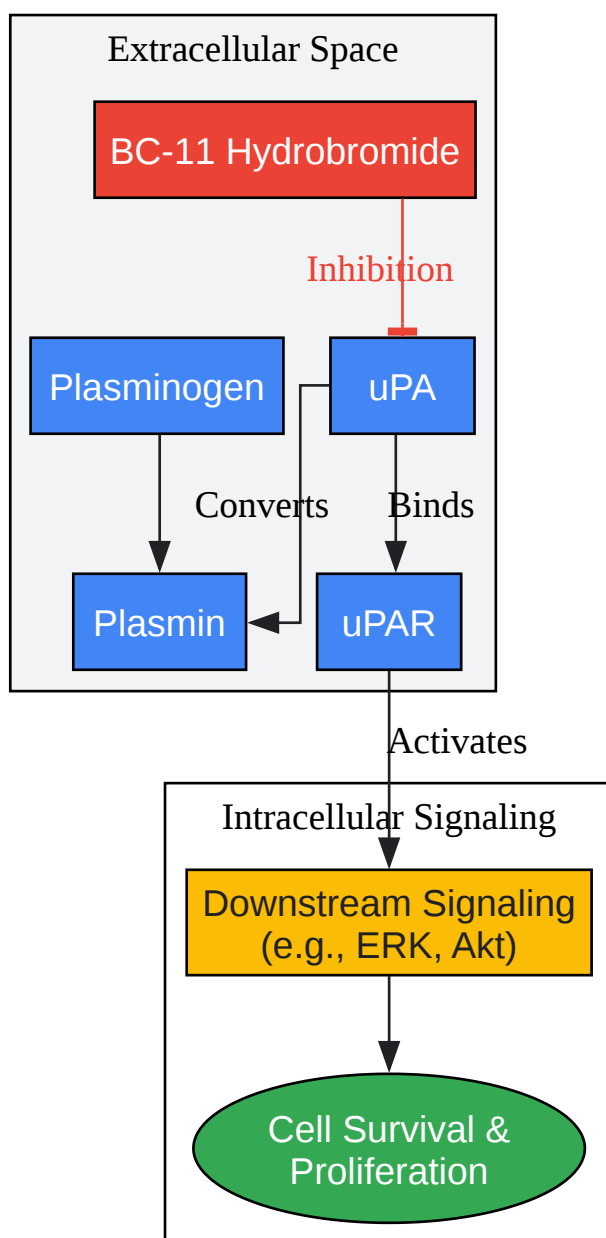 Extracellular Space
BC-11 Hydrobromide
Inhibition
Plasminogen
uPA
Converts
Binds
Plasmin
uPAR
Activates
Intracellular Signaling
Downstream Signaling
(e.g., ERK, Akt)
Cell Survival &
Proliferation